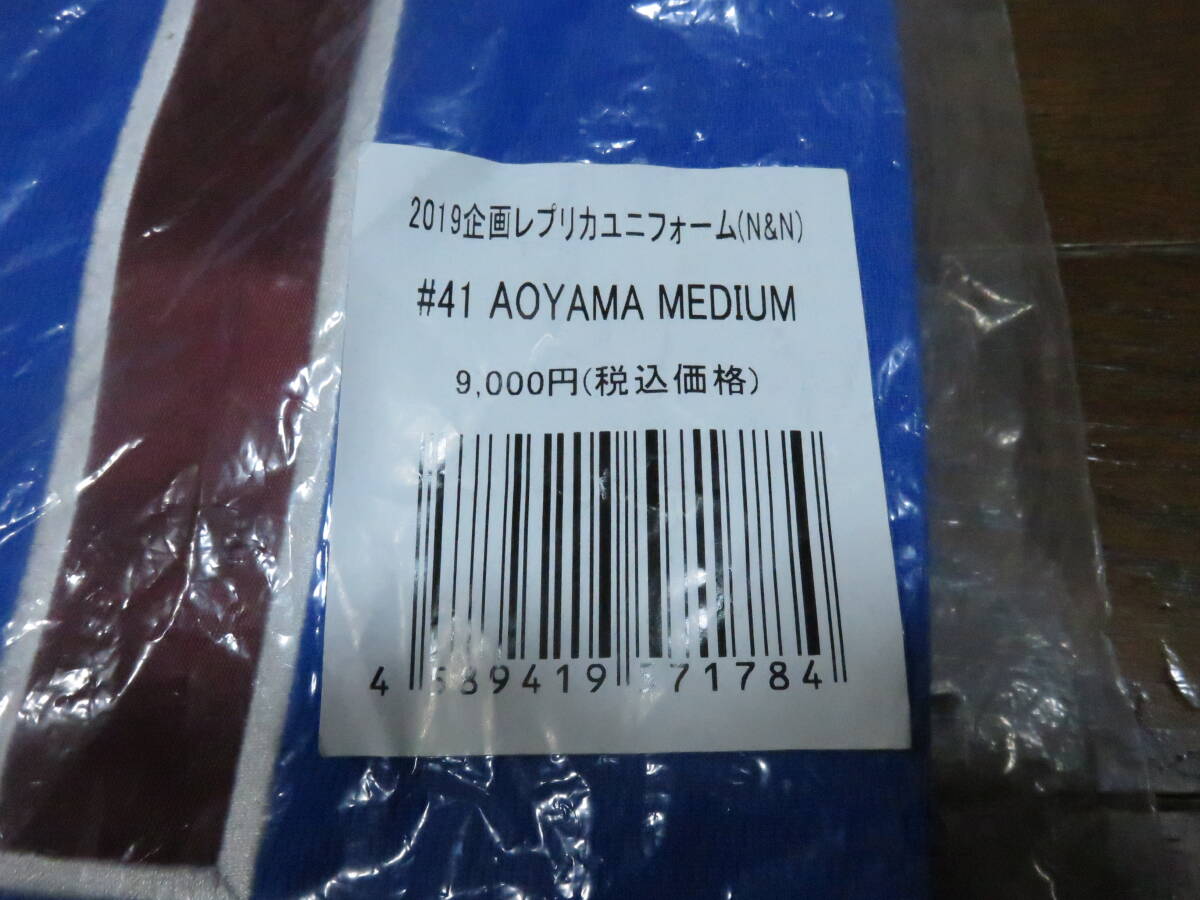 2019企画レプリカユニフォーム(N&N)
#41 AOYAMA MEDIUM
9,000円(税込価格)
4 589419 371784